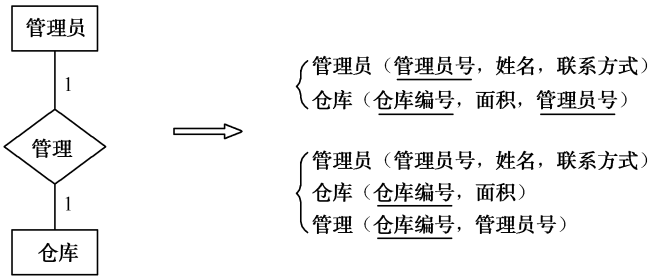 管理员
1
管理
1
仓库
管理员（管理员号，姓名，联系方式）
仓库（仓库编号，面积，管理员号）
管理员（管理员号，姓名，联系方式）
仓库（仓库编号，面积）
管理（仓库编号，管理员号）